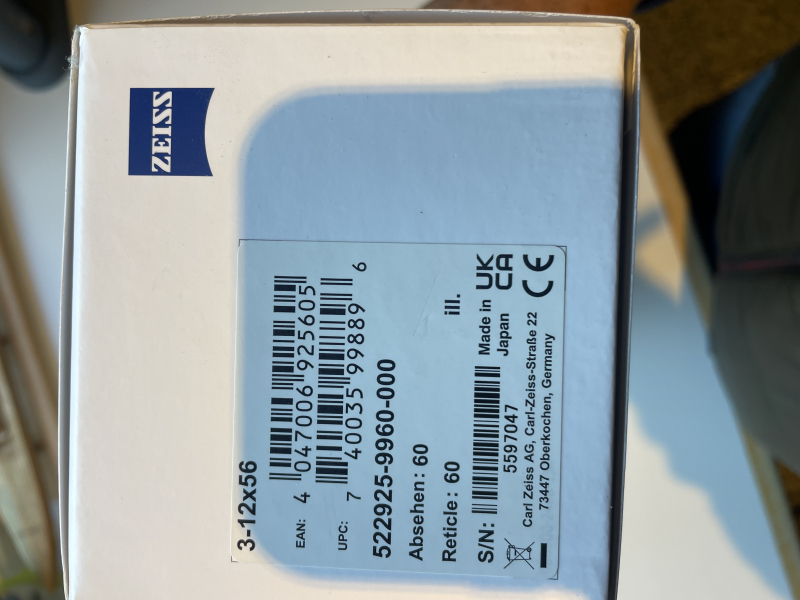 ZEISS
3-12x56
EAN: 4 047006 925605
UPC: 7 40035 99889 6
522925-9960-000
Absehen: 60
Reticle: 60 ill.
S/N: 5597047
Made in Japan
UK CA CE
Carl Zeiss AG, Carl-Zeiss-Straße 22
73447 Oberkochen, Germany